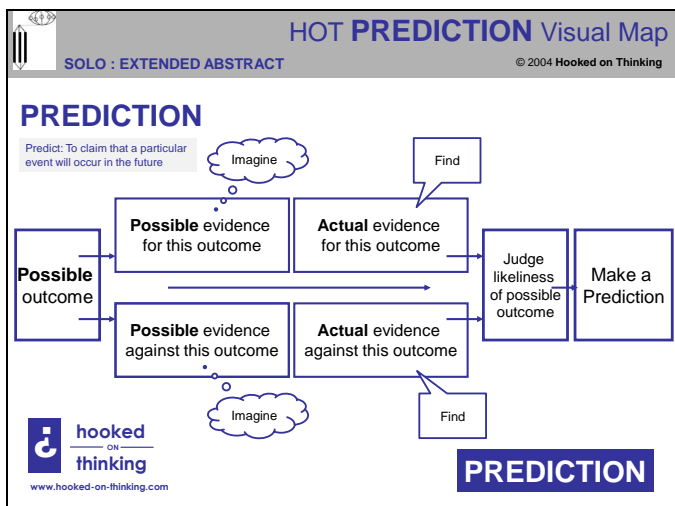 HOT PREDICTION Visual Map
SOLO : EXTENDED ABSTRACT
© 2004 Hooked on Thinking
PREDICTION
Predict: To claim that a particular
event will occur in the future
Imagine
Find
Possible evidence
for this outcome
Actual evidence
for this outcome
Possible
outcome
Judge
likeliness
of possible
outcome
Make a
Prediction
Possible evidence
against this outcome
Actual evidence
against this outcome
Imagine
Find
hooked
ON
thinking
www.hooked-on-thinking.com
PREDICTION